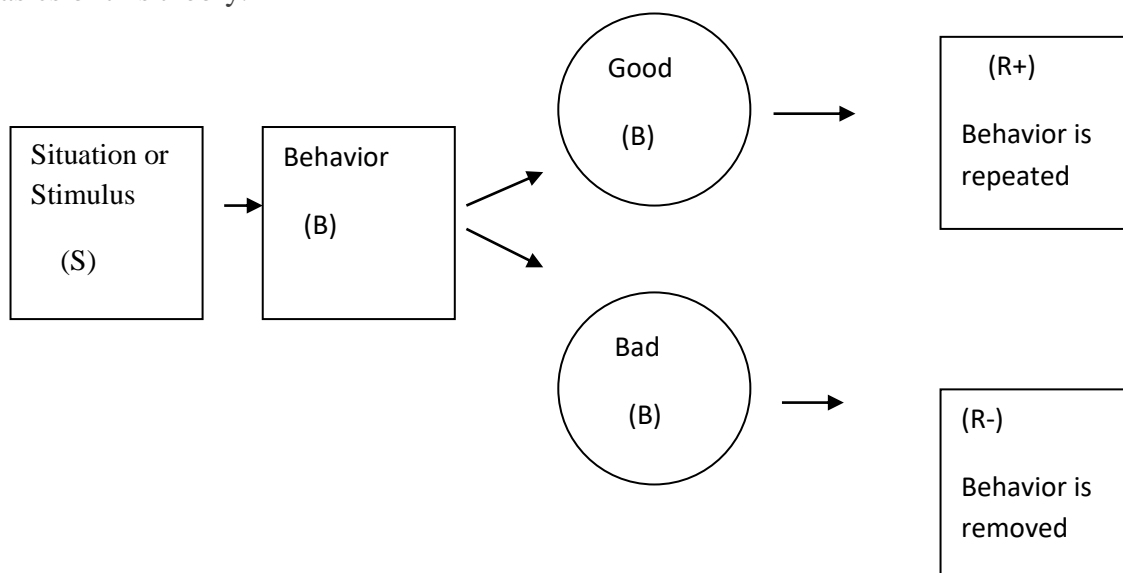 Situation or
Stimulus
(S)
Behavior
(B)
Good
(B)
(R+)
Behavior is
repeated
Bad
(B)
(R-)
Behavior is
removed